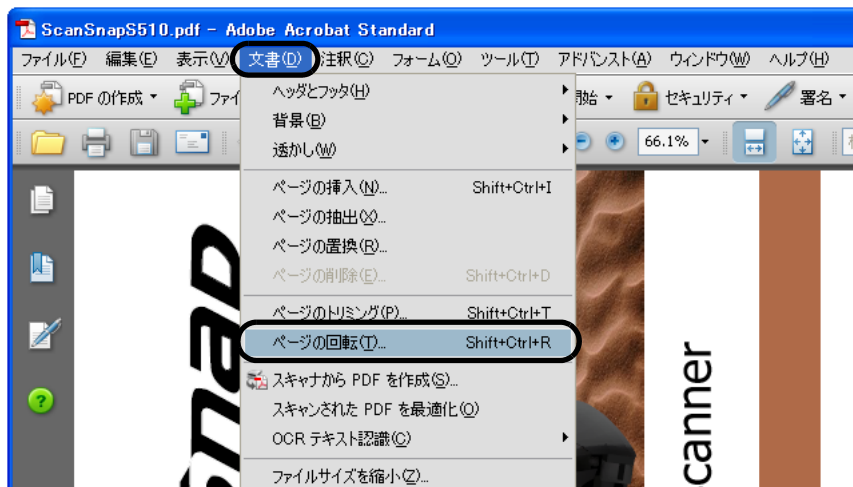 ScanSnapS510.pdf - Adobe Acrobat Standard
ファイル(F) 編集(E) 表示(V) 文書(D) 注釈(C) フォーム(O) ツール(T) アドバンスト(A) ウィンドウ(W) ヘルプ(H)
PDF の作成 セキュリティ 署名
66.1%
ヘッダとフッタ(H)
背景(B)
透かし(W)
ページの挿入(N)... Shift+Ctrl+I
ページの抽出(X)...
ページの置換(R)...
ページの削除(E)... Shift+Ctrl+D
ページのトリミング(P)... Shift+Ctrl+T
ページの回転(T)... Shift+Ctrl+R
スキャナから PDF を作成(S)...
スキャンされた PDF を最適化(O)
OCR テキスト認識(C)
ファイルサイズを縮小(Z)...
Snap
canner